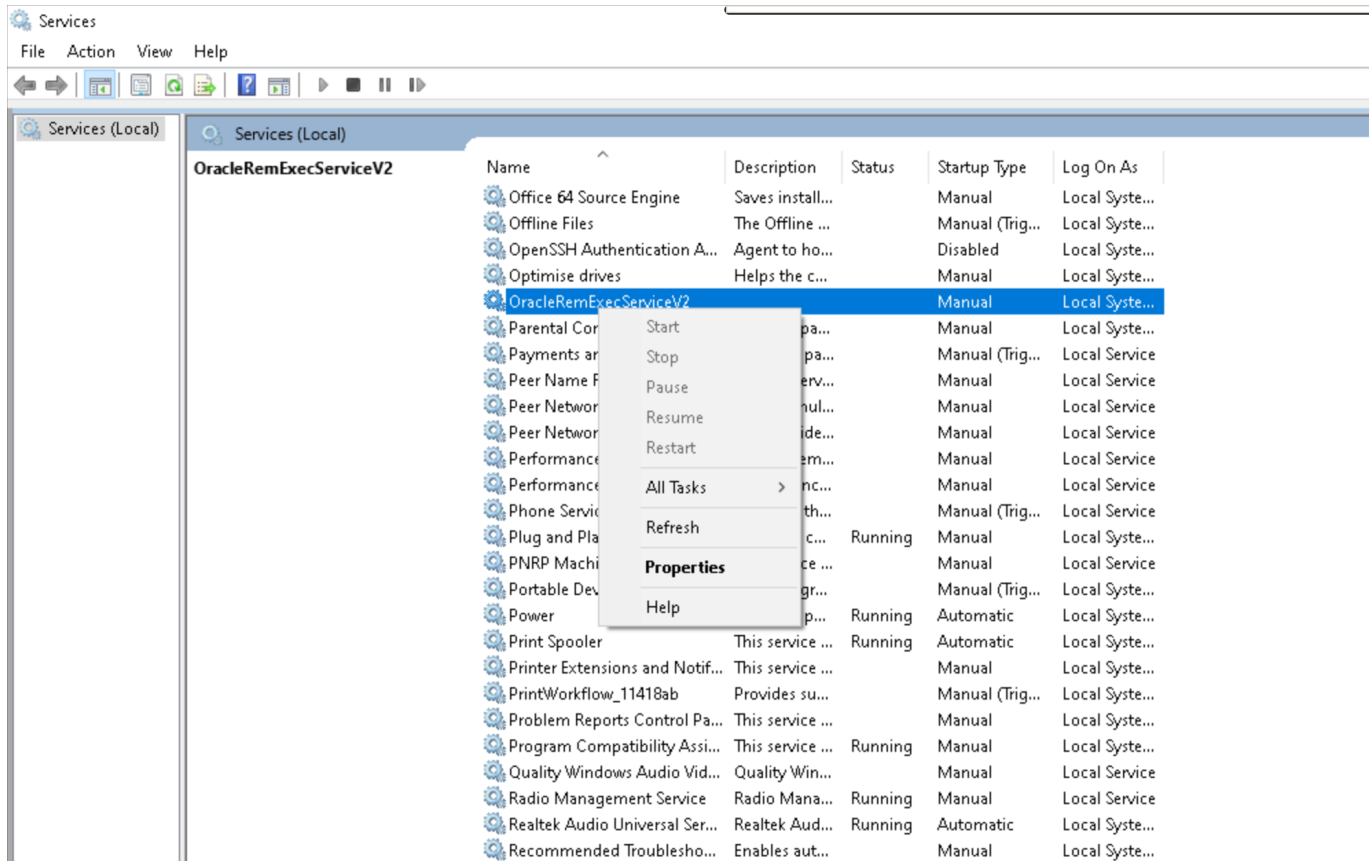 Services
File Action View Help
Services (Local)
Services (Local)
OracleRemExecServiceV2
Name Description Status Startup Type Log On As
Office 64 Source Engine Saves install... Manual Local Syste...
Offline Files The Offline ... Manual (Trig... Local Syste...
OpenSSH Authentication A... Agent to ho... Disabled Local Syste...
Optimise drives Helps the c... Manual Local Syste...
OracleRemExecServiceV2 Manual Local Syste...
Parental Cor pa... Manual Local Syste...
Payments ar pa... Manual (Trig... Local Service
Peer Name F erv... Manual Local Service
Peer Networ nul... Manual Local Service
Peer Networ ide... Manual Local Service
Performance em... Manual Local Service
Performance nc... Manual Local Service
Phone Servic th... Manual (Trig... Local Service
Plug and Pla c... Running Manual Local Syste...
PNRP Machi ce ... Manual Local Service
Portable Dev gr... Manual (Trig... Local Syste...
Power p... Running Automatic Local Syste...
Print Spooler This service ... Running Automatic Local Syste...
Printer Extensions and Notif... This service ... Manual Local Syste...
PrintWorkflow_11418ab Provides su... Manual (Trig... Local Syste...
Problem Reports Control Pa... This service ... Manual Local Syste...
Program Compatibility Assi... This service ... Running Manual Local Syste...
Quality Windows Audio Vid... Quality Win... Manual Local Service
Radio Management Service Radio Mana... Running Manual Local Service
Realtek Audio Universal Ser... Realtek Aud... Running Automatic Local Syste...
Recommended Troublesho... Enables aut... Manual Local Syste...
Start
Stop
Pause
Resume
Restart
All Tasks
Refresh
Properties
Help